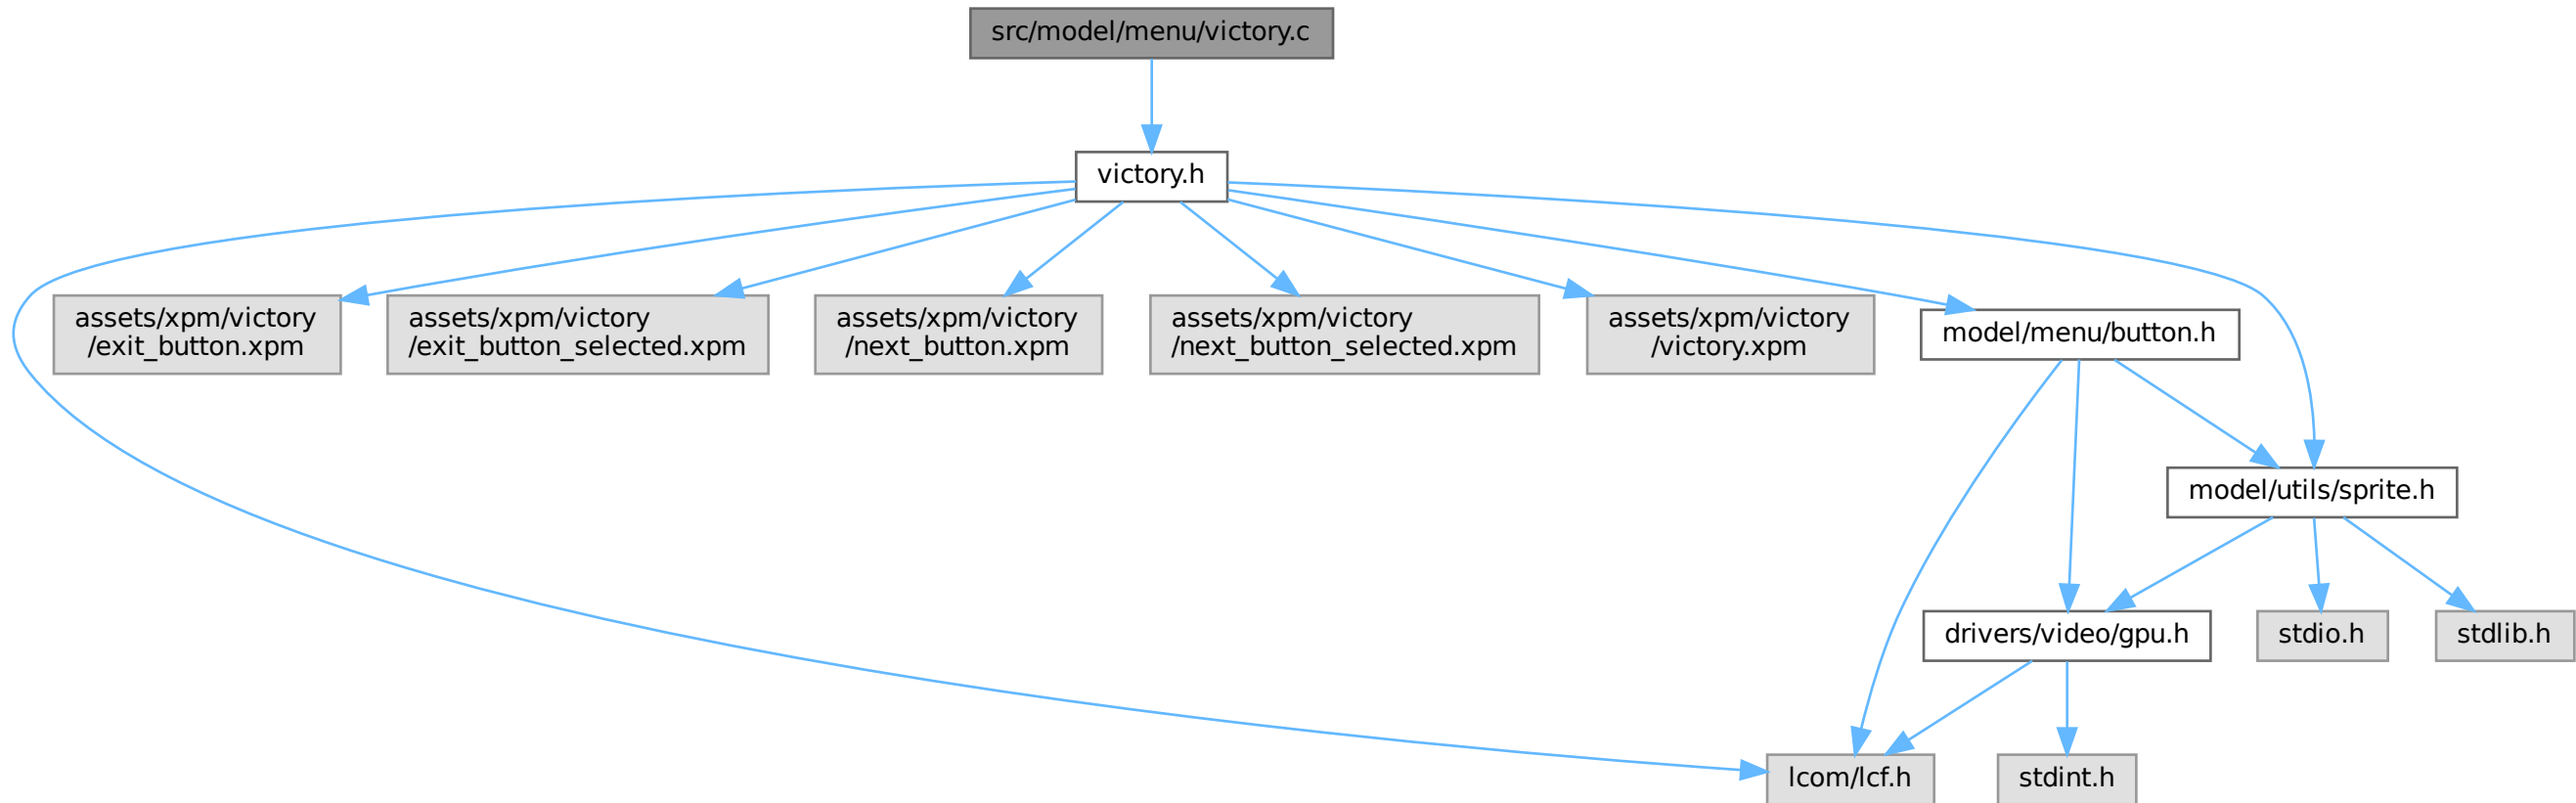 src/model/menu/victory.c
victory.h
assets/xpm/victory
/exit_button.xpm
assets/xpm/victory
/exit_button_selected.xpm
assets/xpm/victory
/next_button.xpm
assets/xpm/victory
/next_button_selected.xpm
assets/xpm/victory
/victory.xpm
model/menu/button.h
model/utils/sprite.h
drivers/video/gpu.h
stdio.h
stdlib.h
lcom/lcf.h
stdint.h